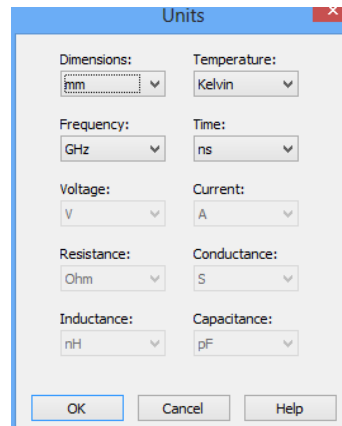 Units
Dimensions: Temperature:
mm Kelvin
Frequency: Time:
GHz ns
Voltage: Current:
V A
Resistance: Conductance:
Ohm S
Inductance: Capacitance:
nH pF
OK Cancel Help